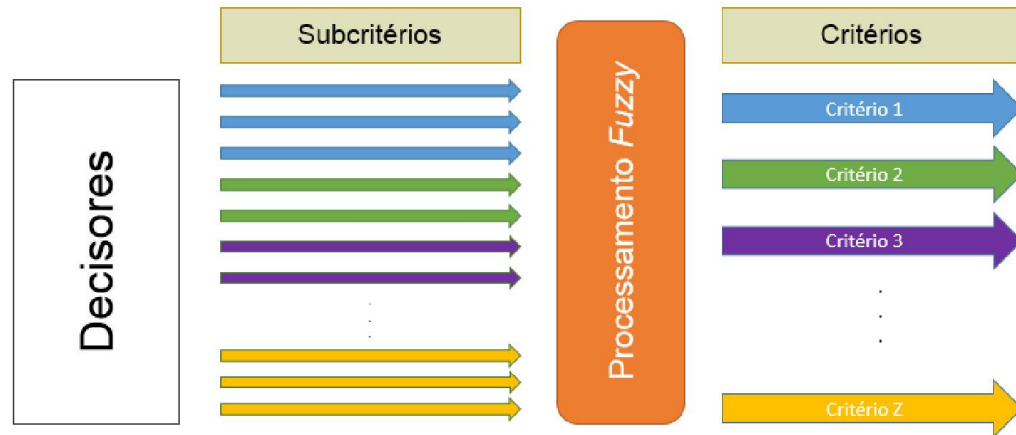 Decisores
Subcritérios
.
.
.
Processamento Fuzzy
Critérios
Critério 1
Critério 2
Critério 3
.
.
.
Critério Z